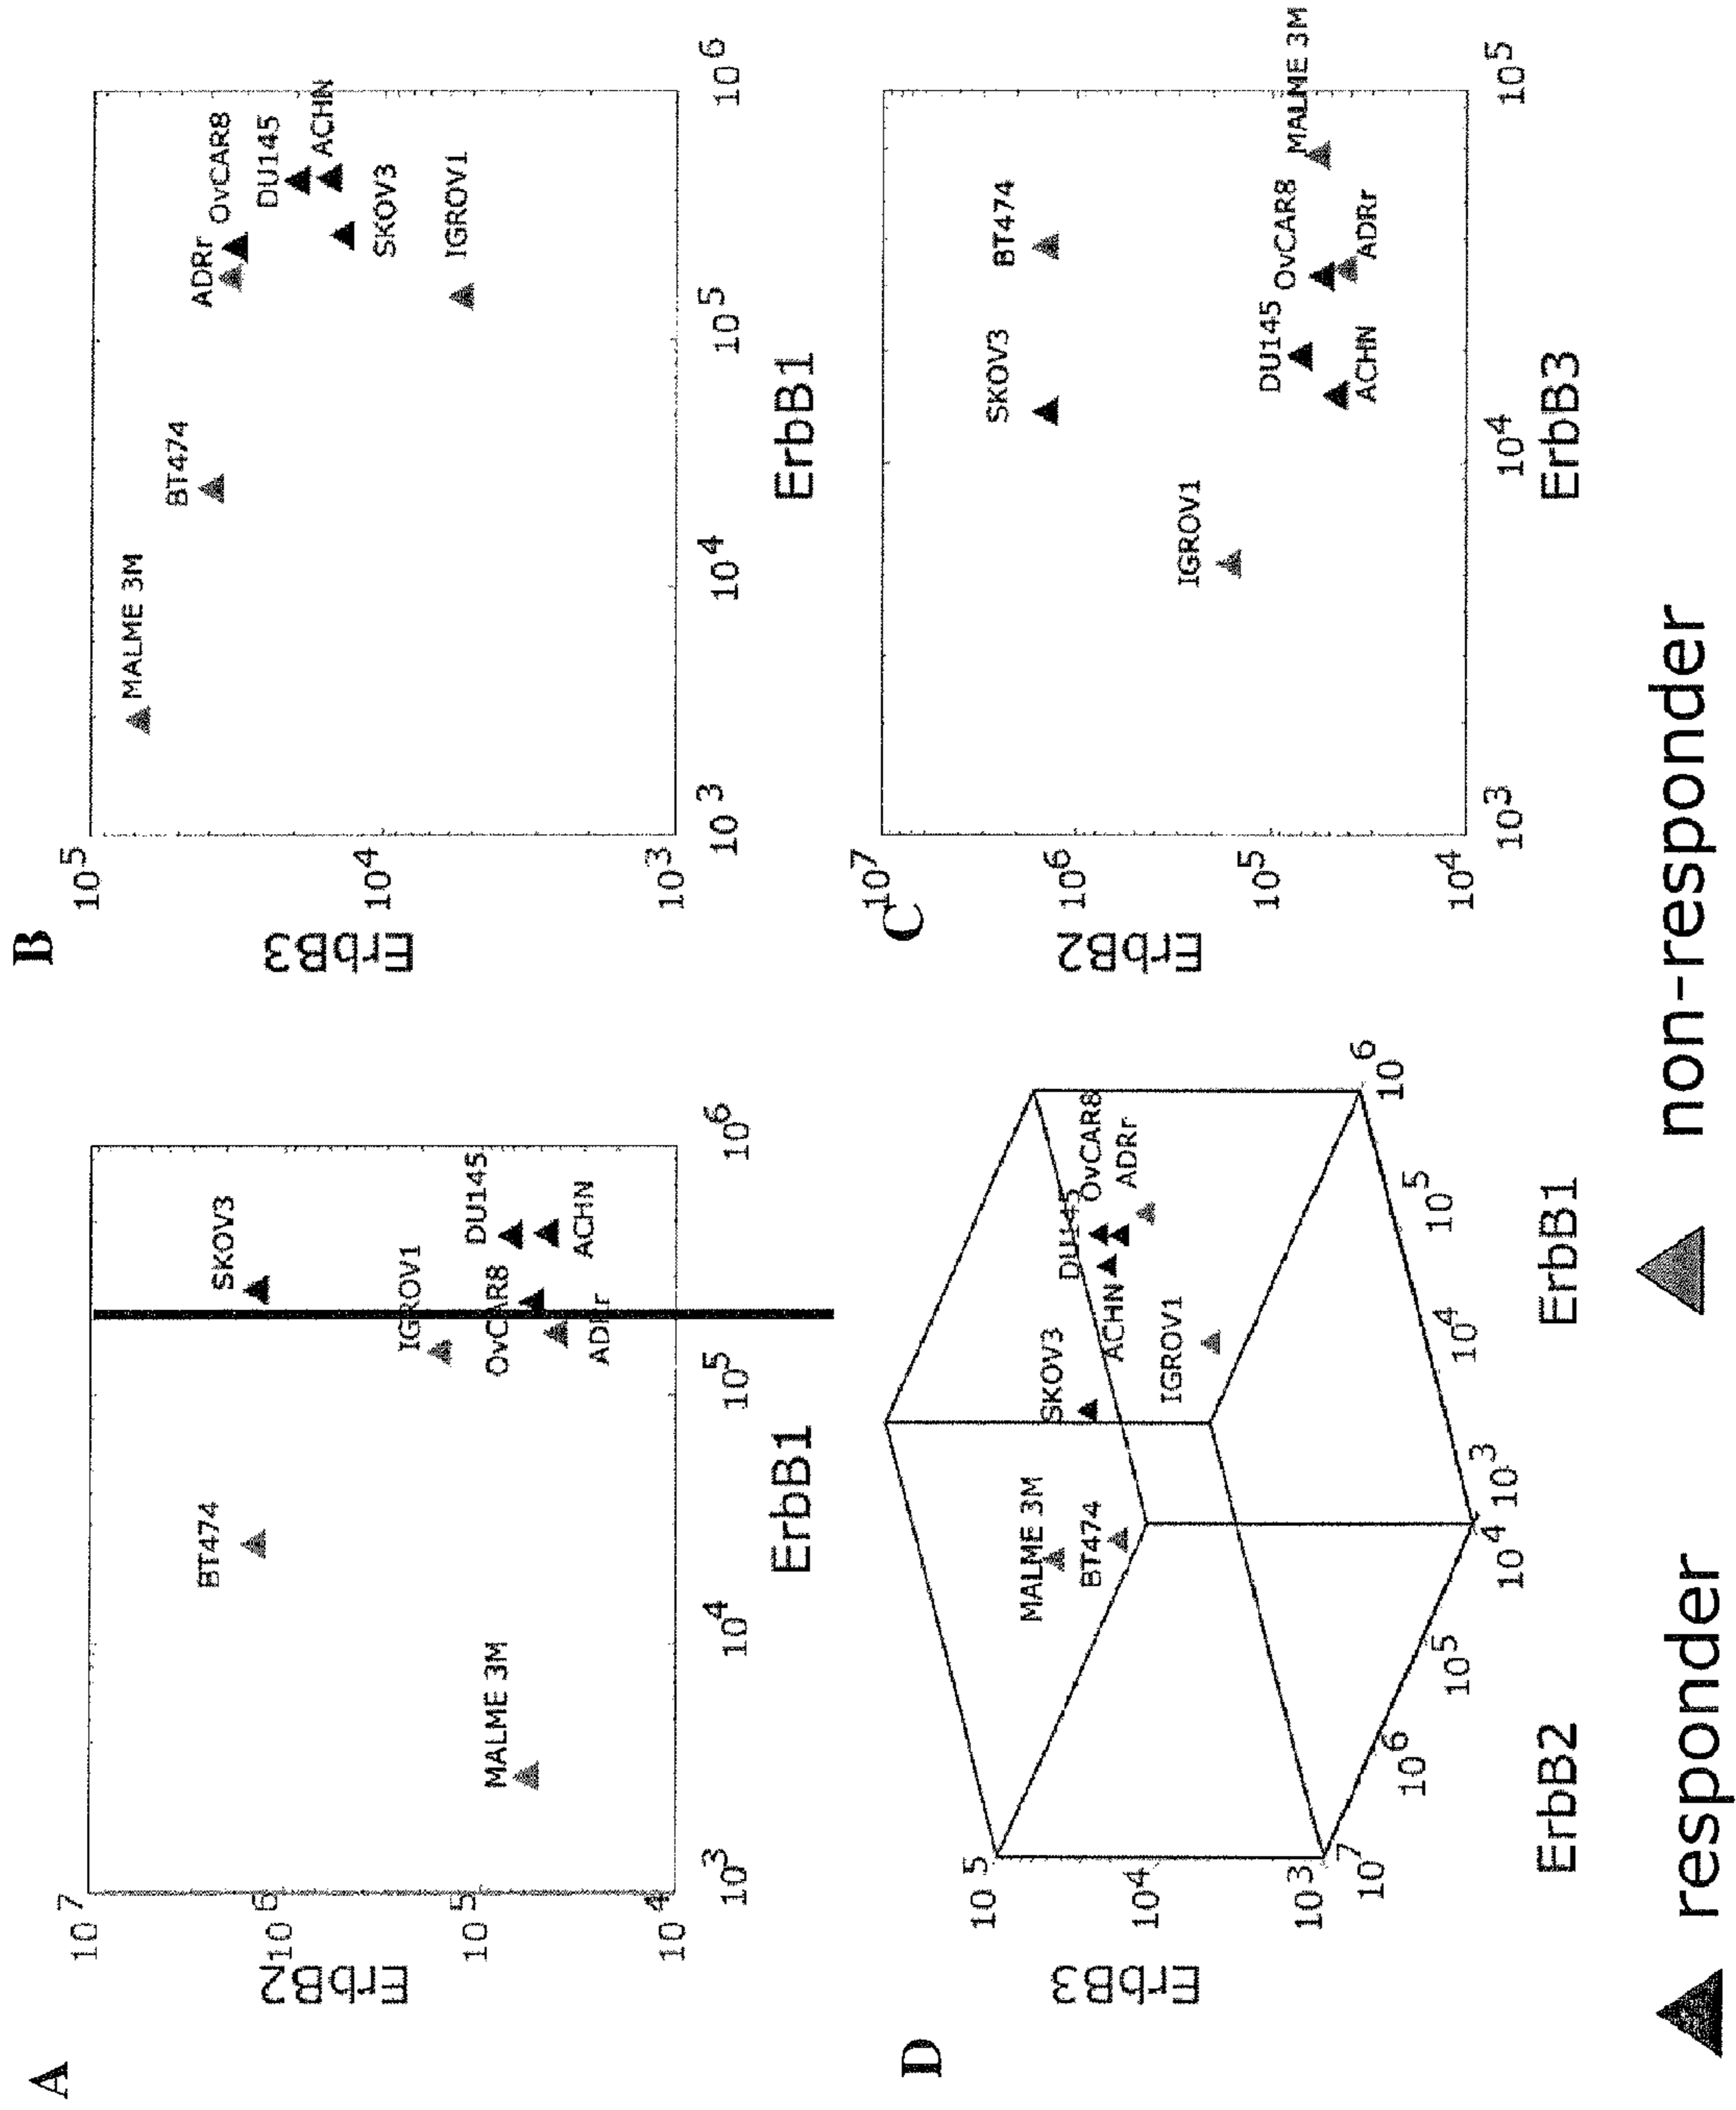 A
10^7
10^6
10^5
10^4
ErbB2
SKOV3
BT474
IGROV1
DU145
OvCAR8
MALME 3M
ACHN
ADRr
10^3
10^4
10^5
10^6
ErbB1
B
10^5
10^4
10^3
ErbB3
MALME 3M
BT474
ADRr
OvCAR8
DU145
ACHN
SKOV3
IGROV1
10^3
10^4
10^5
10^6
ErbB1
D
10^5
10^4
10^3
ErbB3
MALME 3M
SKOV3
DU145
OvCAR8
BT474
ACHN
ADRr
IGROV1
10^7
10^6
10^5
10^4
10^3
10^4
10^5
10^6
ErbB2
ErbB1
C
10^7
10^6
10^5
10^4
ErbB2
SKOV3
BT474
IGROV1
DU145
OvCAR8
MALME 3M
ACHN
ADRr
10^3
10^4
10^5
ErbB3
responder
non-responder